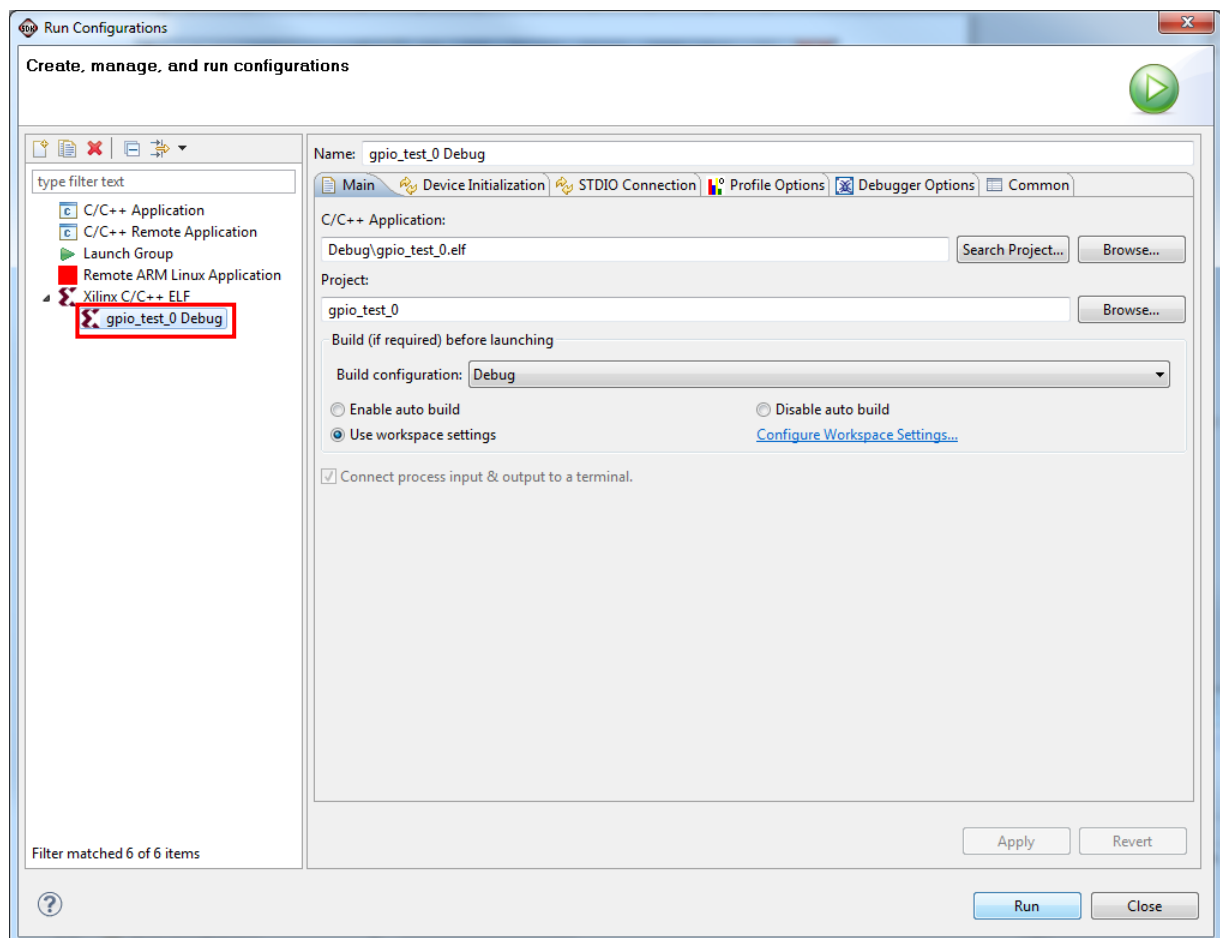 SDK Run Configurations
Create, manage, and run configurations
Name: gpio_test_0 Debug
type filter text
Main Device Initialization STDIO Connection Profile Options Debugger Options Common
C/C++ Application
C/C++ Remote Application
Launch Group
Remote ARM Linux Application
Xilinx C/C++ ELF
gpio_test_0 Debug
C/C++ Application:
Debug\gpio_test_0.elf Search Project... Browse...
Project:
gpio_test_0 Browse...
Build (if required) before launching
Build configuration: Debug
Enable auto build Disable auto build
Use workspace settings Configure Workspace Settings...
Connect process input & output to a terminal.
Filter matched 6 of 6 items
Apply Revert
Run Close